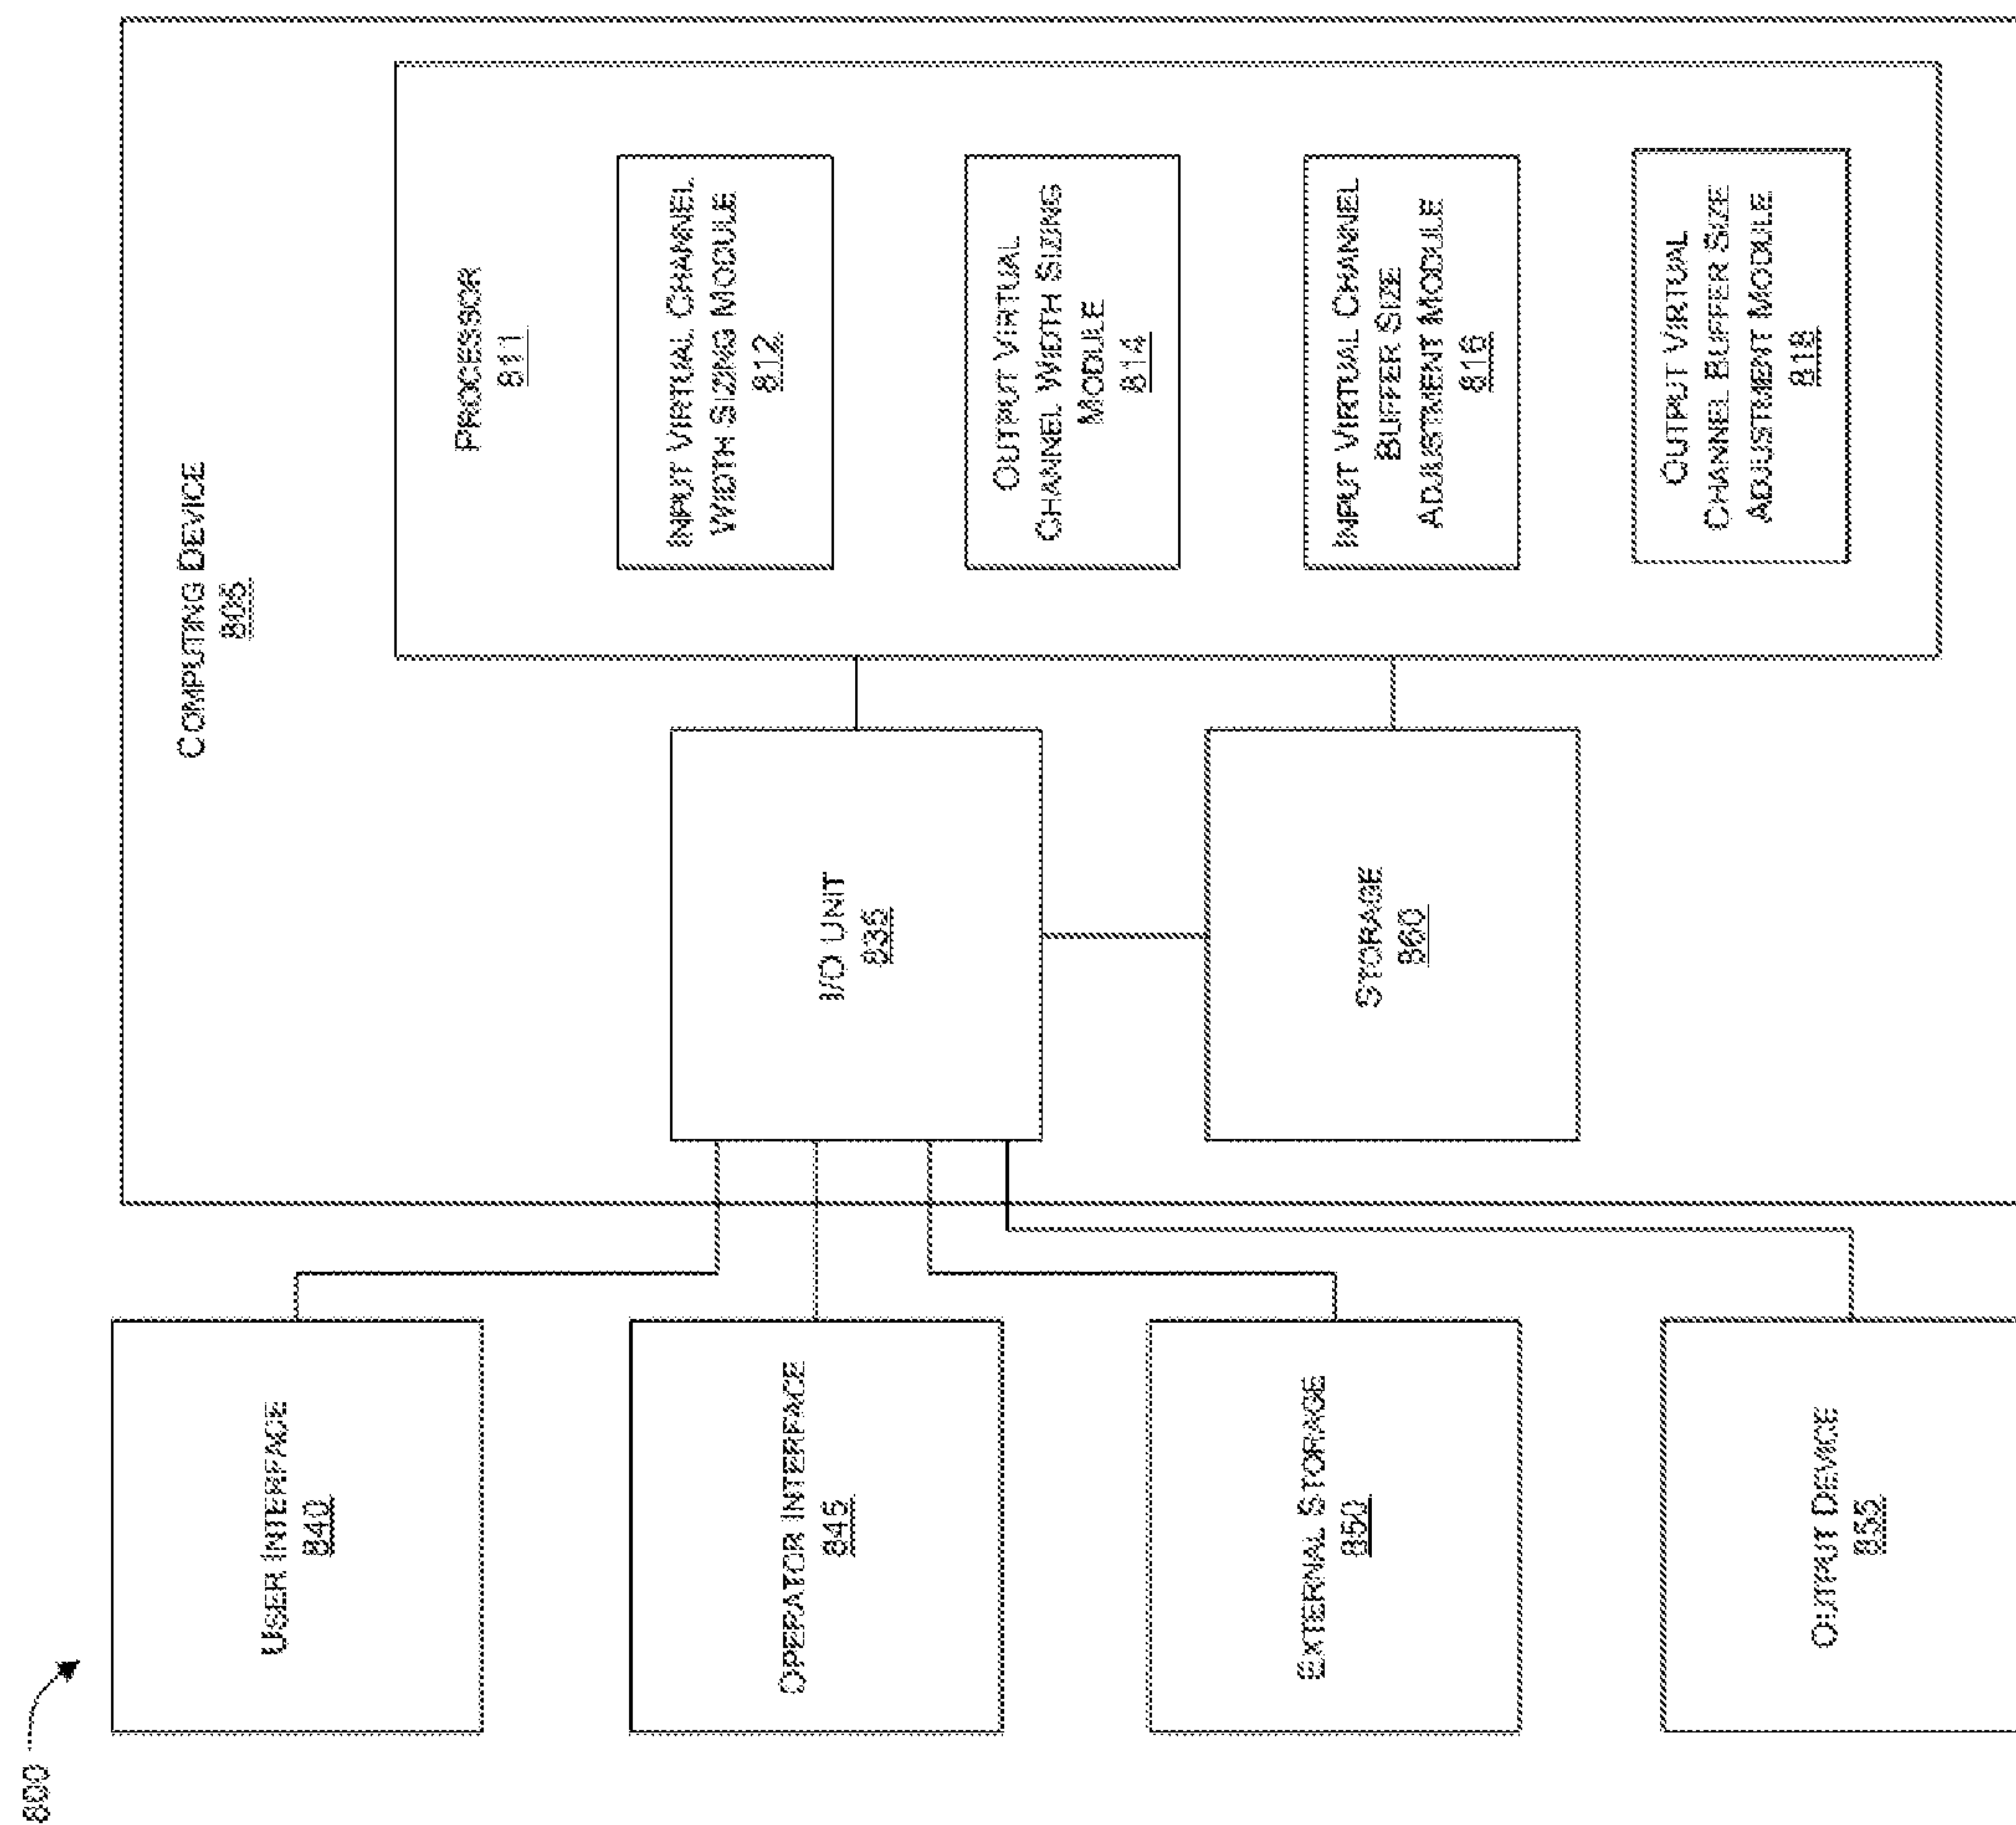 800
USER INTERFACE
840
OPERATOR INTERFACE
845
EXTERNAL STORAGE
850
OUTPUT DEVICE
855
COMPUTING DEVICE
805
I/O UNIT
835
STORAGE
860
PROCESSOR
811
INPUT VIRTUAL CHANNEL
WIDTH SIZING MODULE
812
OUTPUT VIRTUAL
CHANNEL WIDTH SIZING
MODULE
814
INPUT VIRTUAL CHANNEL
BUFFER SIZE
ADJUSTMENT MODULE
816
OUTPUT VIRTUAL
CHANNEL BUFFER SIZE
ADJUSTMENT MODULE
818